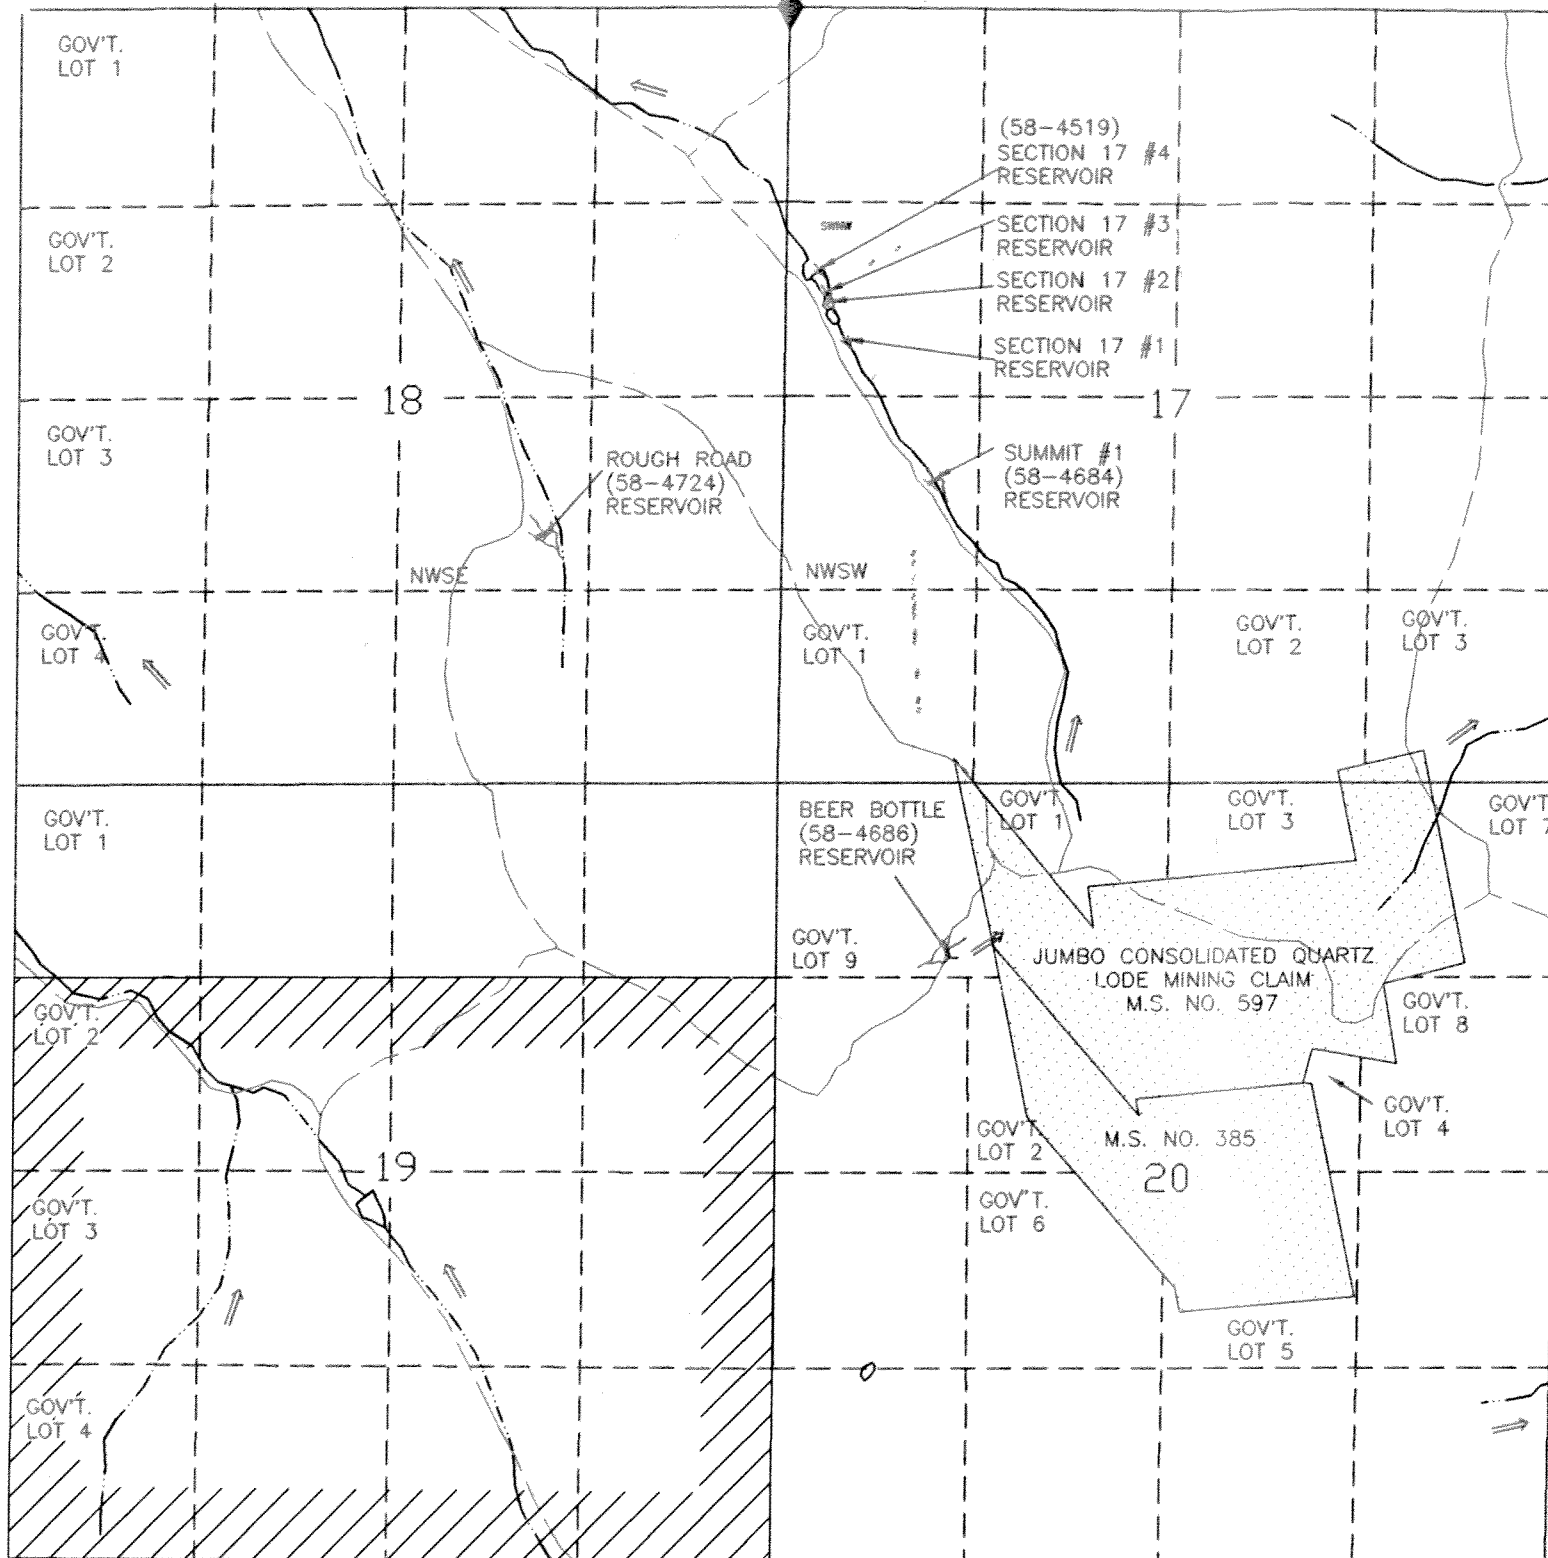 GOV'T.
LOT 1
(58-4519)
SECTION 17 #4
RESERVOIR
GOV'T.
LOT 2
SECTION 17 #3
RESERVOIR
SECTION 17 #2
RESERVOIR
SECTION 17 #1
RESERVOIR
18
17
GOV'T.
LOT 3
ROUGH ROAD
(58-4724)
RESERVOIR
SUMMIT #1
(58-4684)
RESERVOIR
NWSE
NWSW
GOV'T.
LOT 4
GOV'T.
LOT 1
GOV'T.
LOT 2
GOV'T.
LOT 3
GOV'T.
LOT 1
BEER BOTTLE
(58-4686)
RESERVOIR
GOV'T.
LOT 1
GOV'T.
LOT 3
GOV'T.
LOT 7
GOV'T.
LOT 9
JUMBO CONSOLIDATED QUARTZ
LODE MINING CLAIM
M.S. NO. 597
GOV'T.
LOT 2
GOV'T.
LOT 8
GOV'T.
LOT 2
M.S. NO. 385
GOV'T.
LOT 4
19
20
GOV'T.
LOT 3
GOV'T.
LOT 6
GOV'T.
LOT 5
GOV'T.
LOT 4